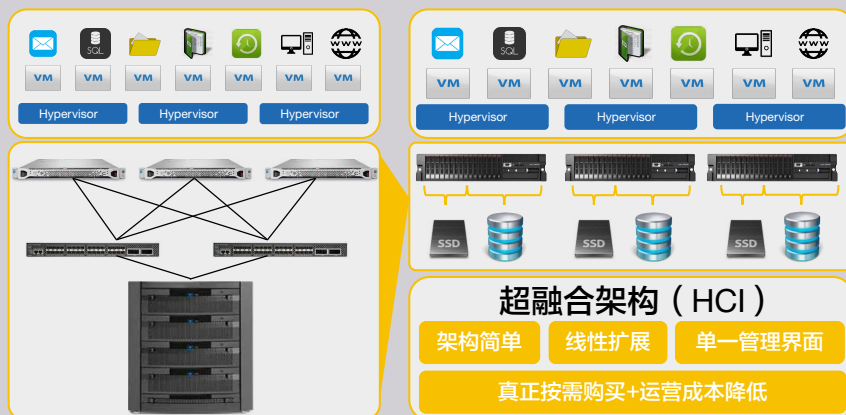 SQL
WWW
VM VM VM VM VM VM VM
Hypervisor Hypervisor Hypervisor
SQL
WWW
VM VM VM VM VM VM VM
Hypervisor Hypervisor Hypervisor
SSD SSD SSD
超融合架构（HCI）
架构简单 线性扩展 单一管理界面
真正按需购买+运营成本降低